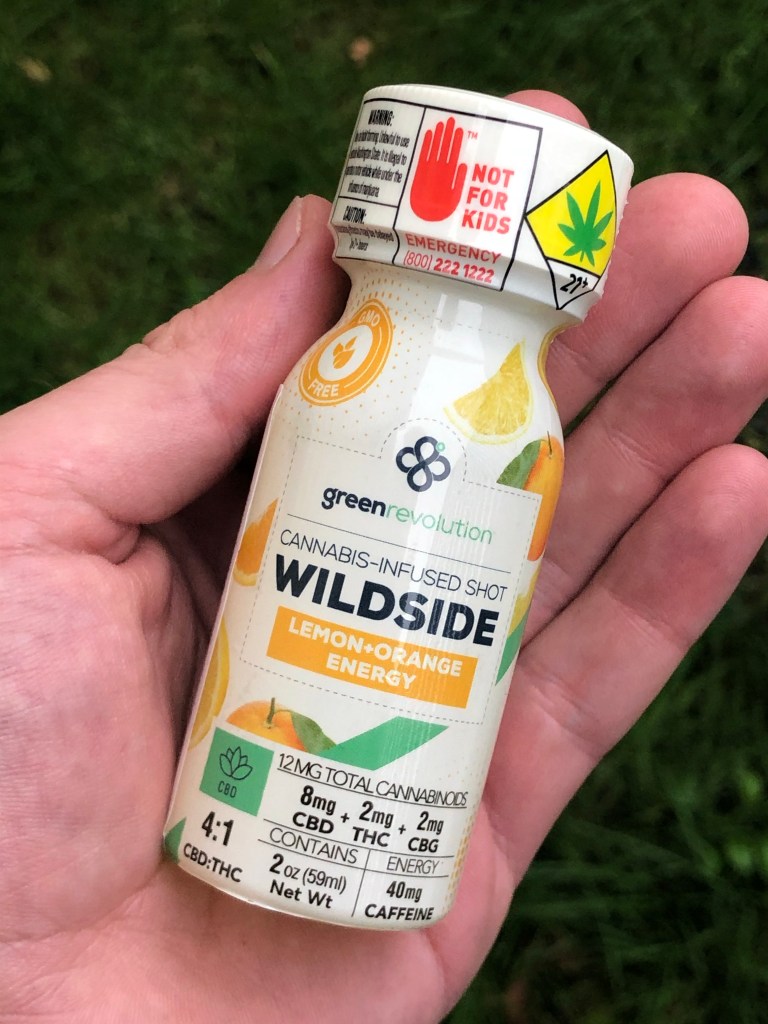 WARNING:
NOT
FOR
KiDS
TM
EMERGENCY
(800) 222 1222
CAUTION:
21+
GMO
FREE
greenrevolution
CANNABIS-INFUSED SHOT
WILDSIDE
LEMON+ORANGE
ENERGY
CBD
12MG TOTAL CANNABINOIDS
8mg + 2mg + 2mg
CBD THC CBG
4:1
CBD:THC
CONTAINS
2 oz (59ml)
Net Wt
ENERGY
40mg
CAFFEINE